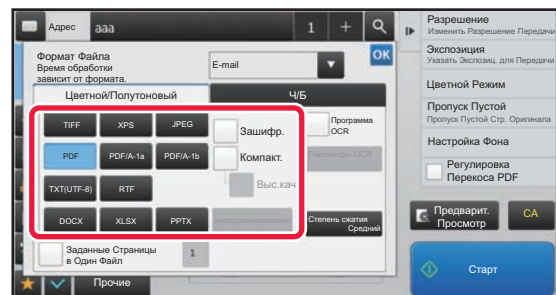 Адрес
aaa
1
Формат Файла
Время обработки
зависит от формата.
E-mail
OK
Цветной/Полутоновый
Ч/Б
TIFF
XPS
JPEG
Зашифр.
Программа
OCR
PDF
PDF/A-1a
PDF/A-1b
Компакт.
Параметры OCR
TXT(UTF-8)
RTF
Выс.кач
DOCX
XLSX
PPTX
Степень сжатия
Средний
Заданные Страницы
в Один Файл
1
Прочие
Разрешение
Изменить Разрешение Передачи
Экспозиция
Указать Экспозиц. для Передачи
Цветной Режим
Пропуск Пустой
Пропуск Пустой Стр. Оригинала
Настройка Фона
Регулировка
Перекоса PDF
Предварит.
Просмотр
CA
Старт